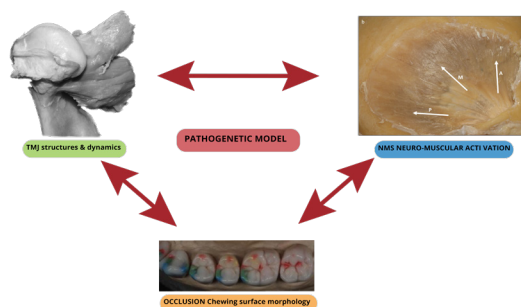 PATHOGENETIC MODEL
TMJ structures & dynamics
NMS NEURO-MUSCULAR ACTI VATION
M
A
P
OCCLUSION Chewing surface morphology